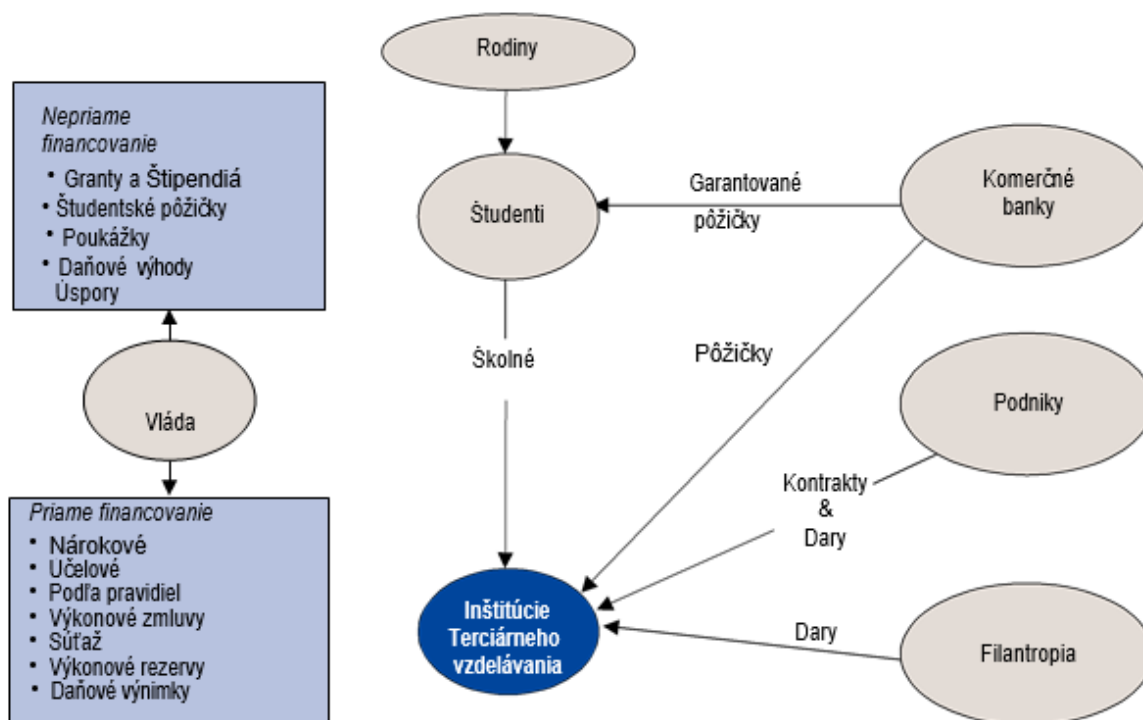 Rodiny
Nepriame
financovanie
• Granty a Štipendiá
• Študentské pôžičky
• Poukážky
• Daňové výhody
Úspory
Študenti
Garantované
pôžičky
Komerčné
banky
Školné
Pôžičky
Vláda
Podniky
Kontrakty
&
Dary
Priame financovanie
• Nárokové
• Učelové
• Podľa pravidiel
• Výkonové zmluvy
• Súťaž
• Výkonové rezervy
• Daňové výnimky
Inštitúcie
Terciárneho
vzdelávania
Dary
Filantropia